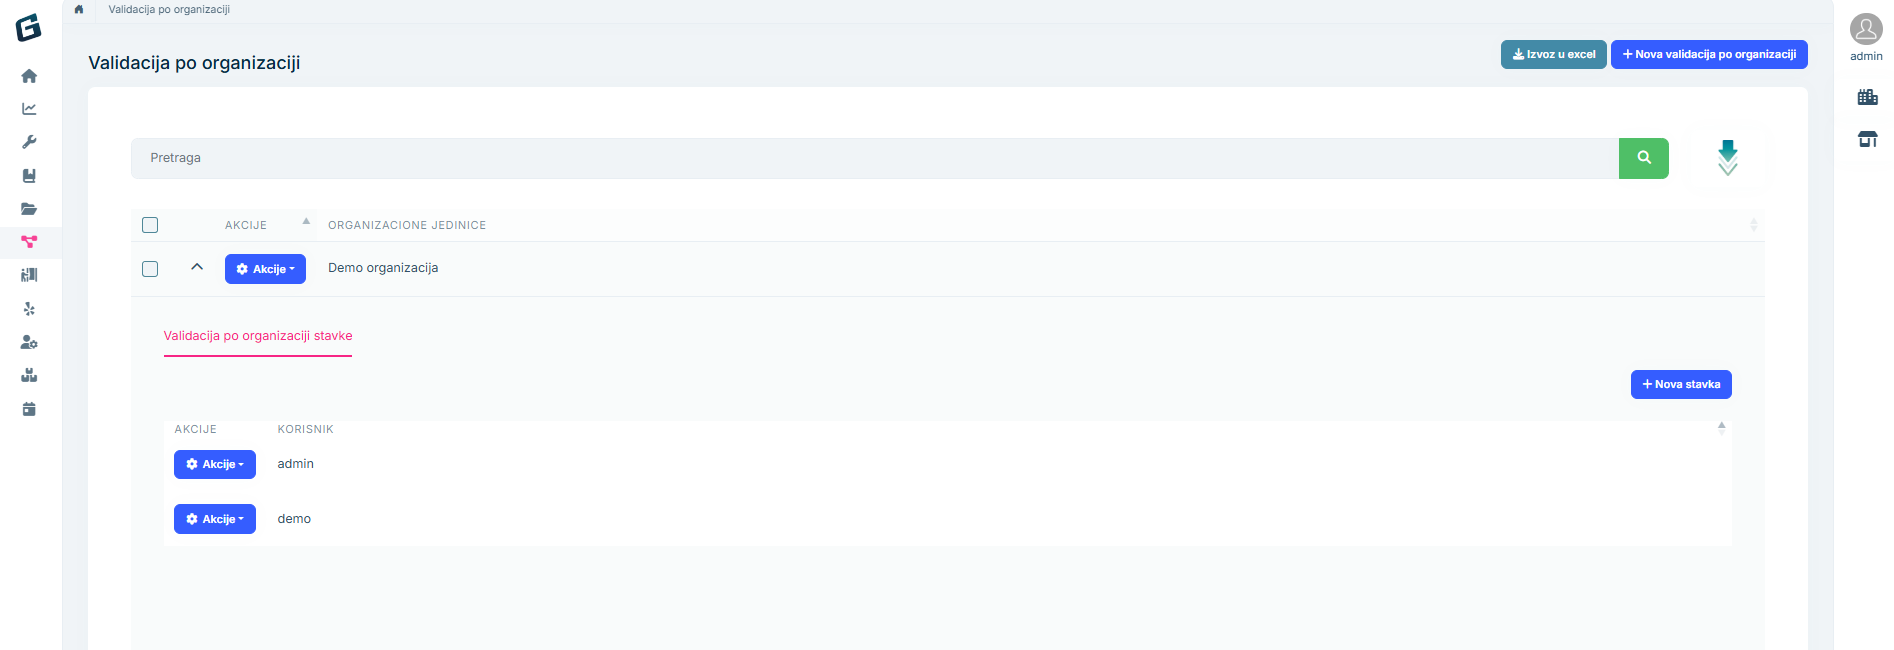 Validacija po organizaciji
admin
Validacija po organizaciji
Izvoz u excel
Nova validacija po organizaciji
Pretraga
AKCIJE
ORGANIZACIONE JEDINICE
Akcije
Demo organizacija
Validacija po organizaciji stavke
Nova stavka
AKCIJE
KORISNIK
Akcije
admin
Akcije
demo